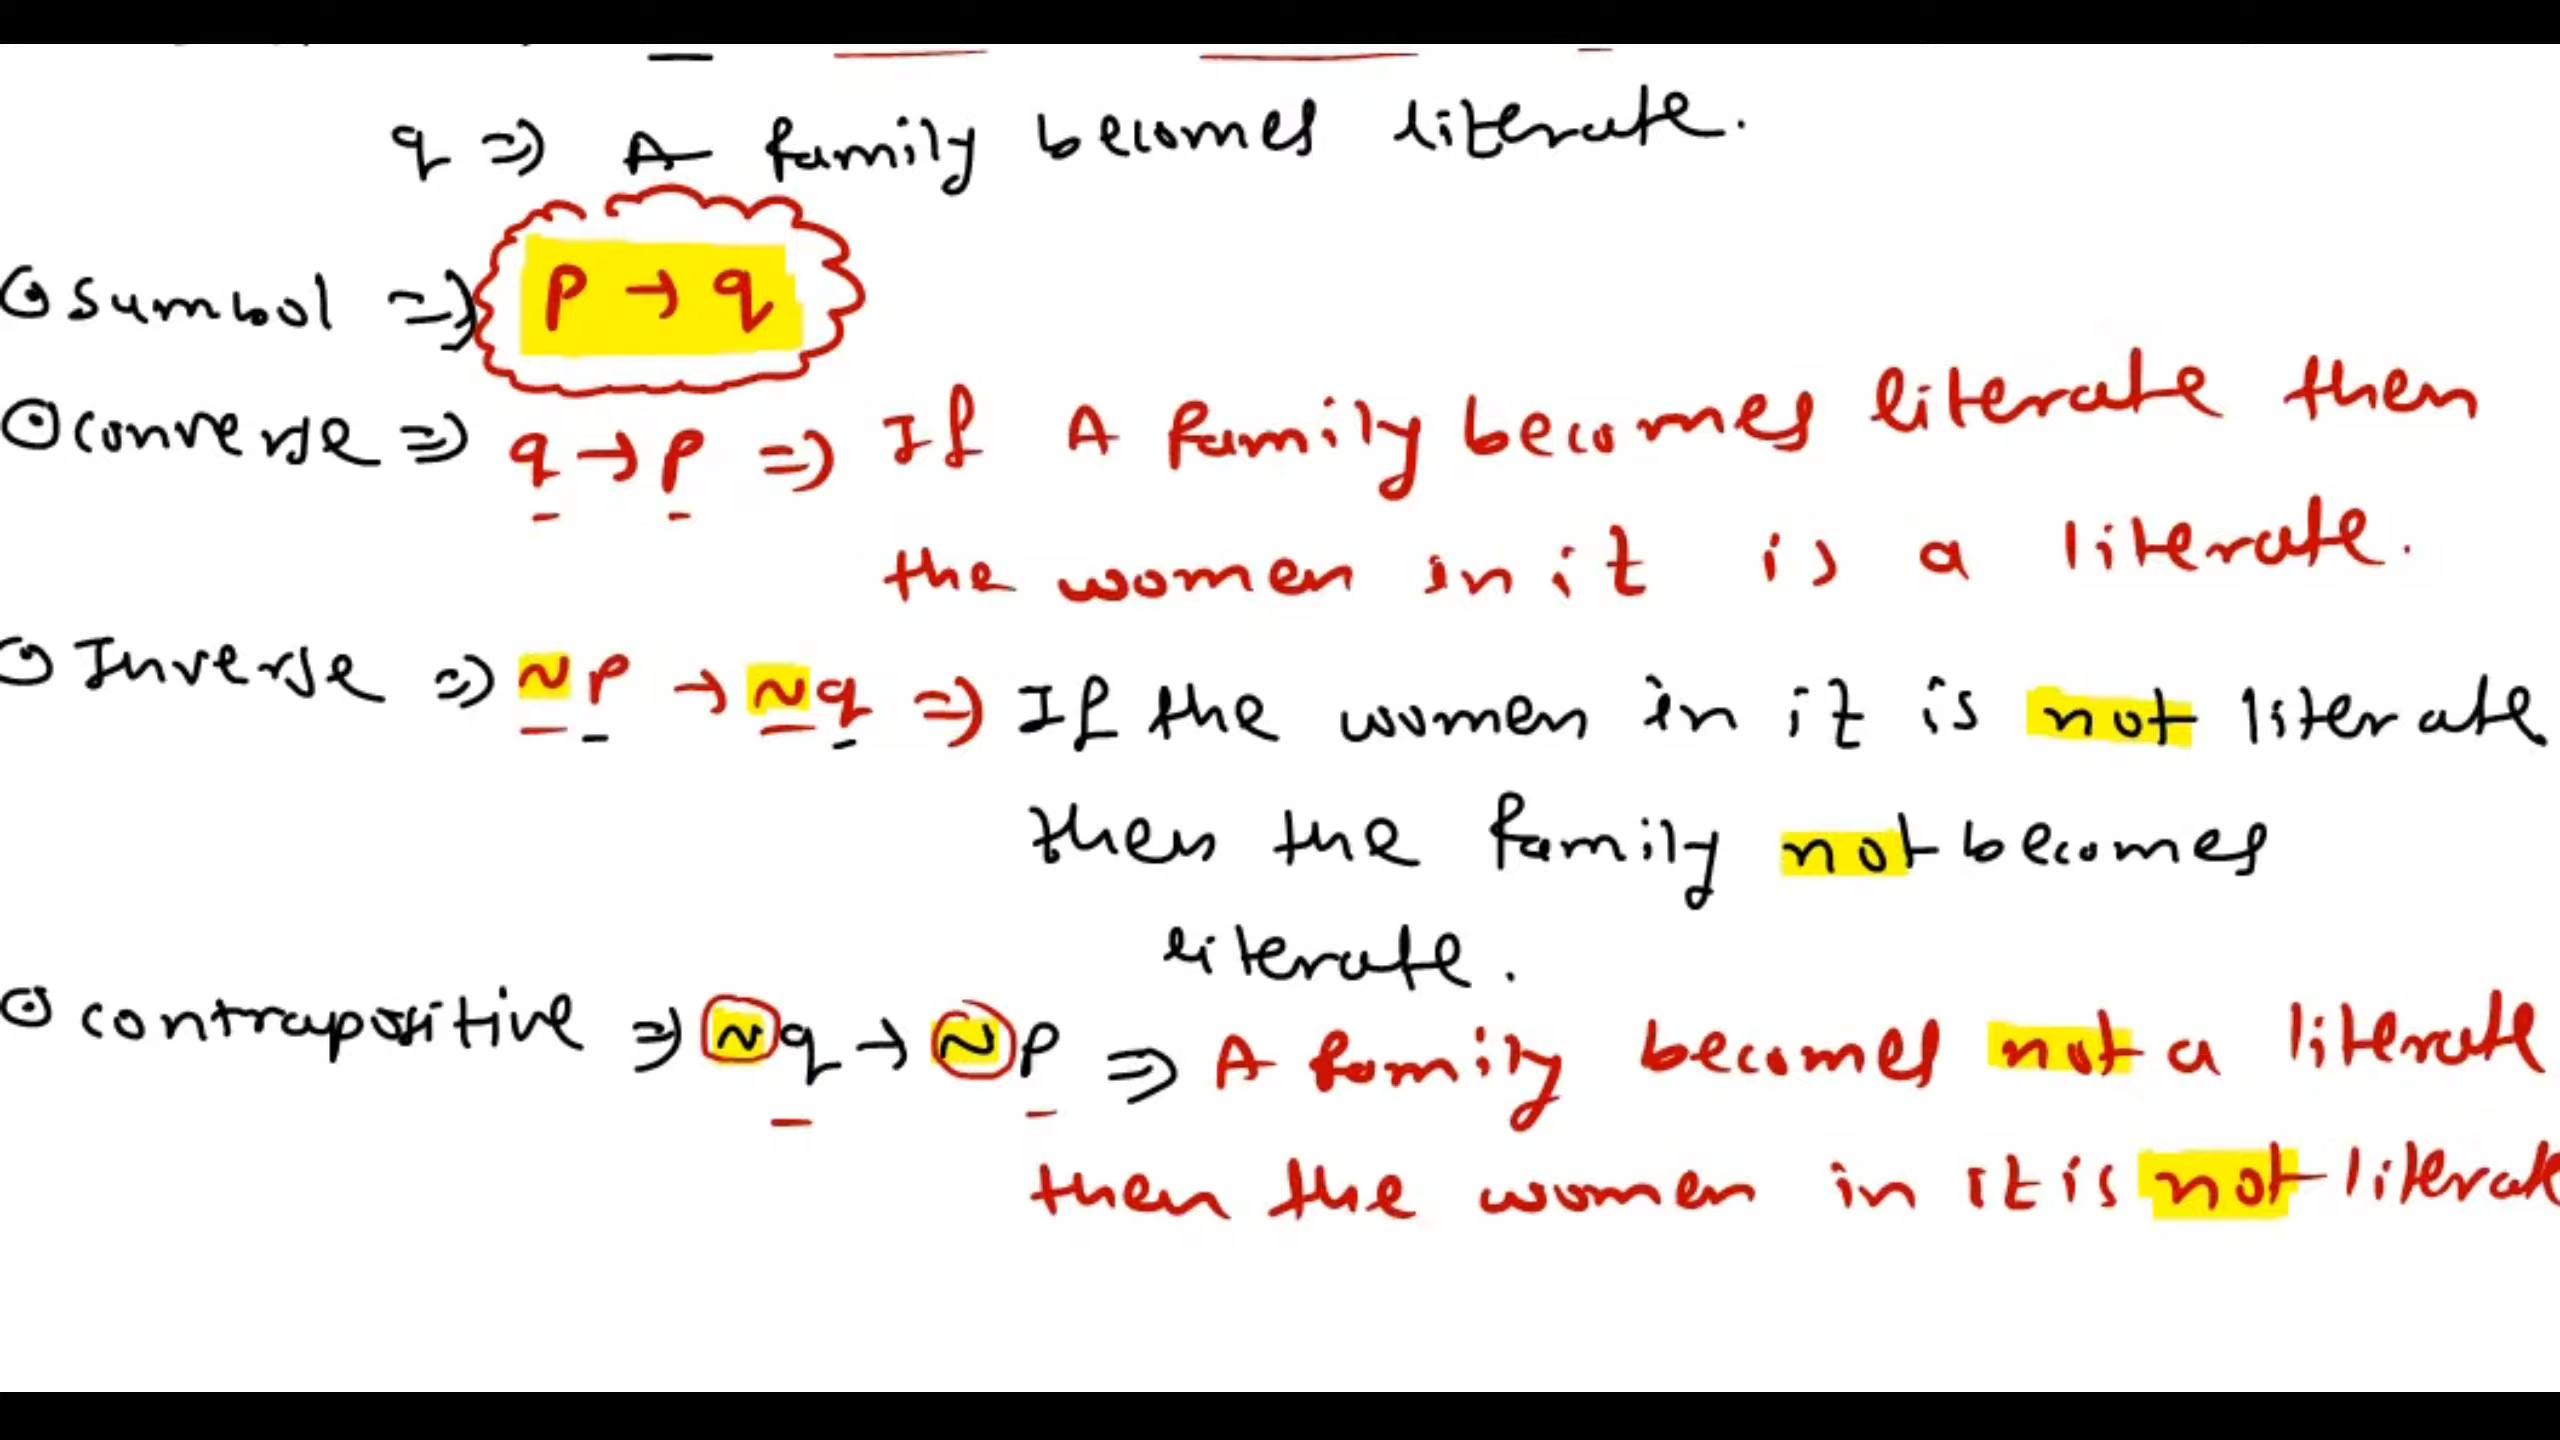 q ⇒ A family becomes literate.
⊙ Sumbol ⇒ p → q
⊙ converse ⇒ q → p ⇒ If A family becomes literate then
the women in it is a literate.
⊙ Inverse ⇒ ~p → ~q ⇒ If the women in it is not literate
then the family not becomes
literate.
⊙ contrapositive ⇒ ~q → ~p ⇒ A family becomes not a literate
then the women in it is not literate